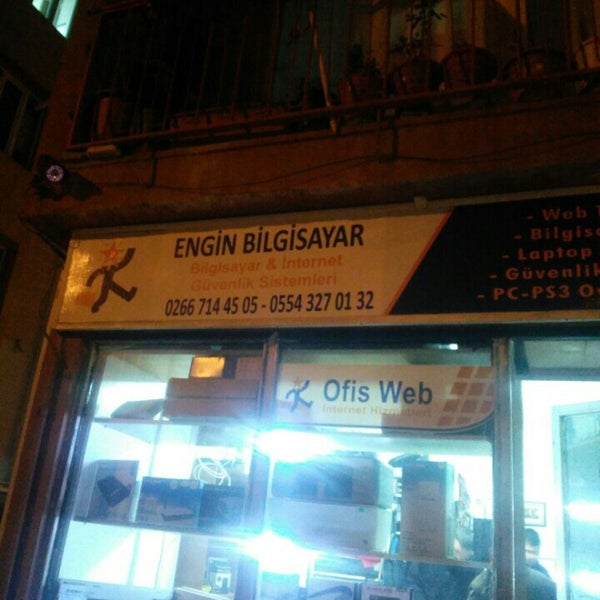 ENGİN BİLGİSAYAR
Bilgisayar & İnternet
Güvenlik Sistemleri
0266 714 45 05 - 0554 327 01 32
- Web
-
- Laptop
- Güvenlik
- PC-PS3
Ofis Web
İnternet Hizmetleri